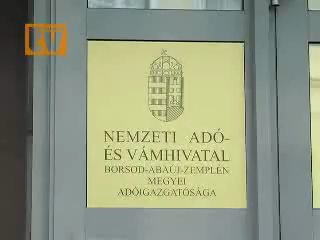 NEMZETI ADÓ-
ÉS VÁMHIVATAL
BORSOD-ABAÚJ-ZEMPLÉN
MEGYEI
ADÓIGAZGATÓSÁGA